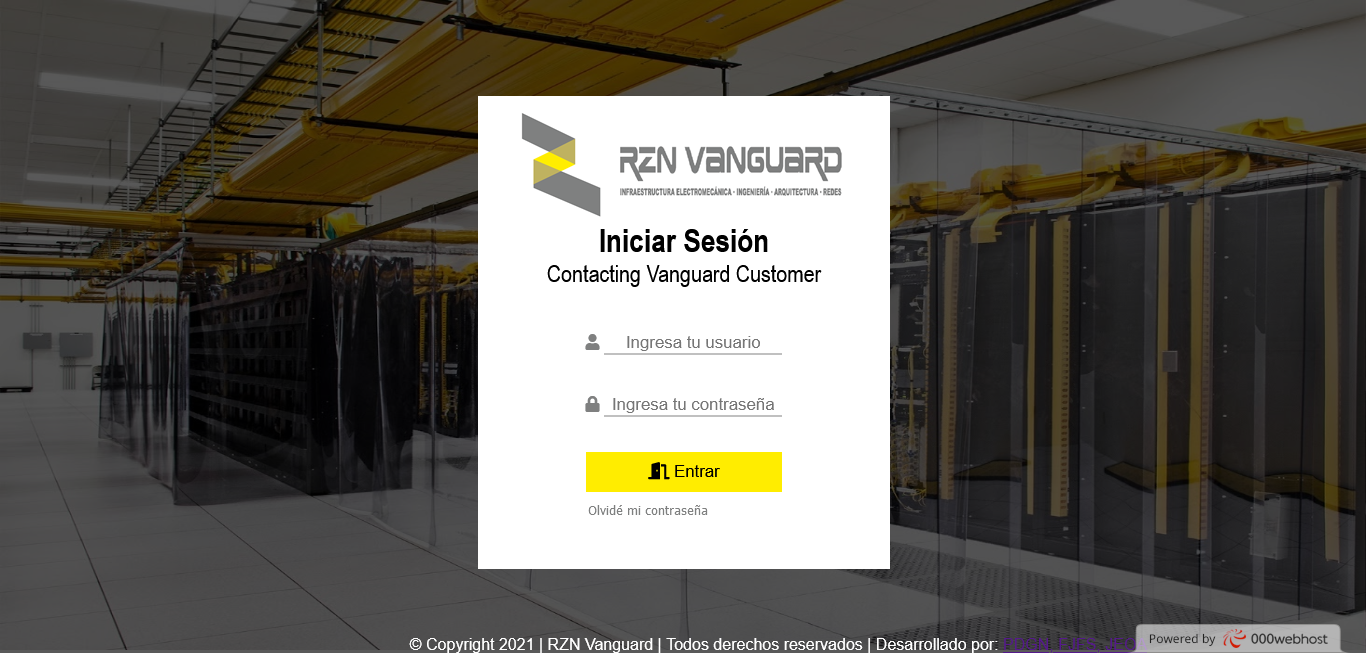 RZN VANGUARD
INFRAESTRUCTURA ELECTROMECÁNICA · INGENIERÍA · ARQUITECTURA · REDES
Iniciar Sesión
Contacting Vanguard Customer
Ingresa tu usuario
Ingresa tu contraseña
Entrar
Olvidé mi contraseña
© Copyright 2021 | RZN Vanguard | Todos derechos reservados | Desarrollado por:
Powered by 000webhost